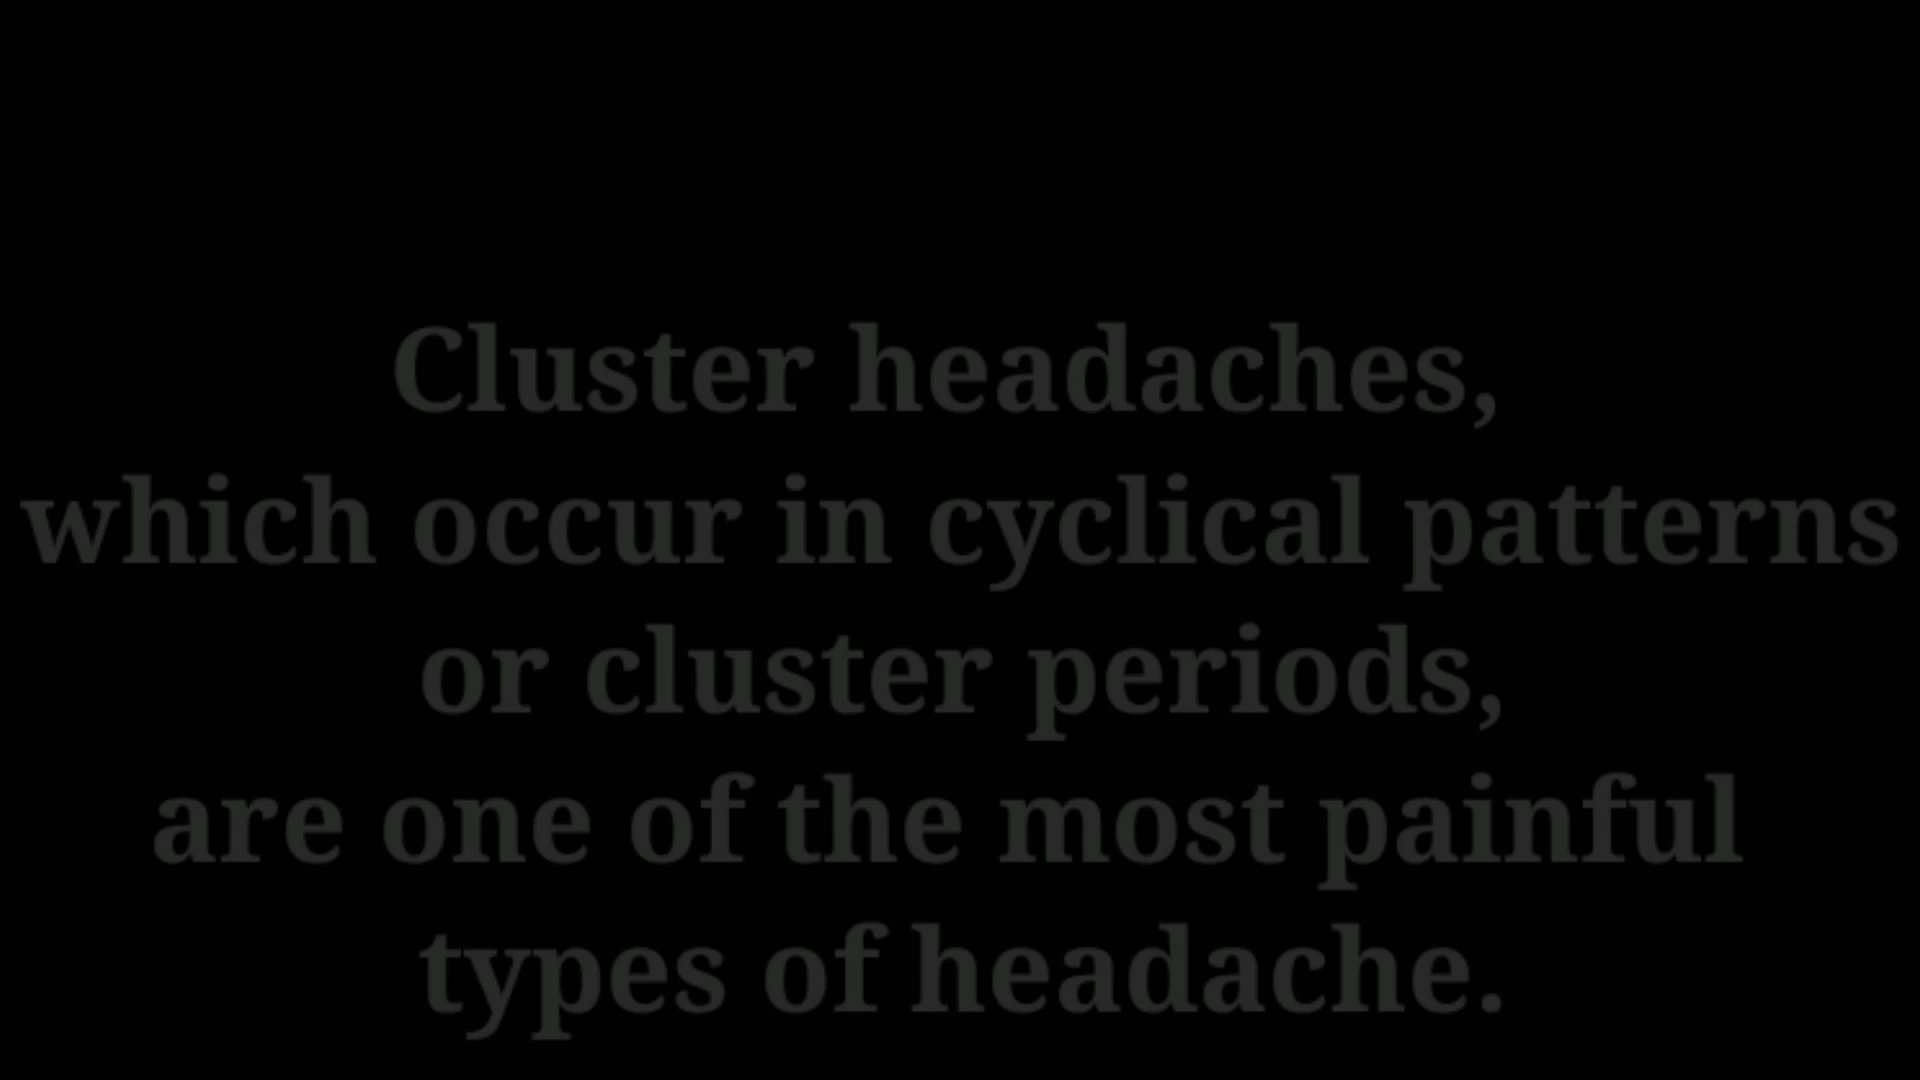 Cluster headaches,
which occur in cyclical patterns
or cluster periods,
are one of the most painful
types of headache.